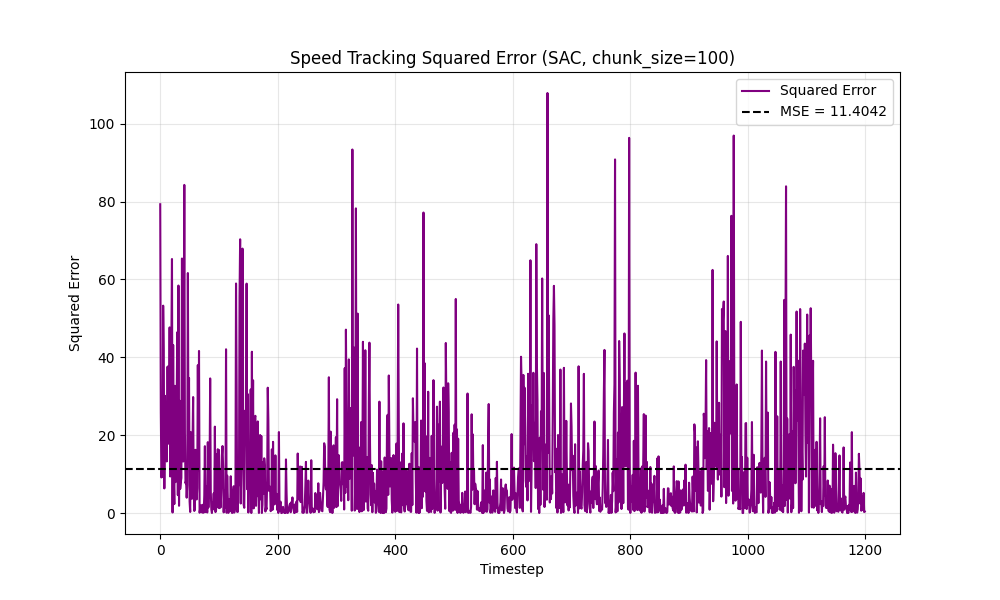 Speed Tracking Squared Error (SAC, chunk_size=100)
Squared Error
MSE = 11.4042
100
80
60
40
20
0
Squared Error
0 200 400 600 800 1000 1200
Timestep